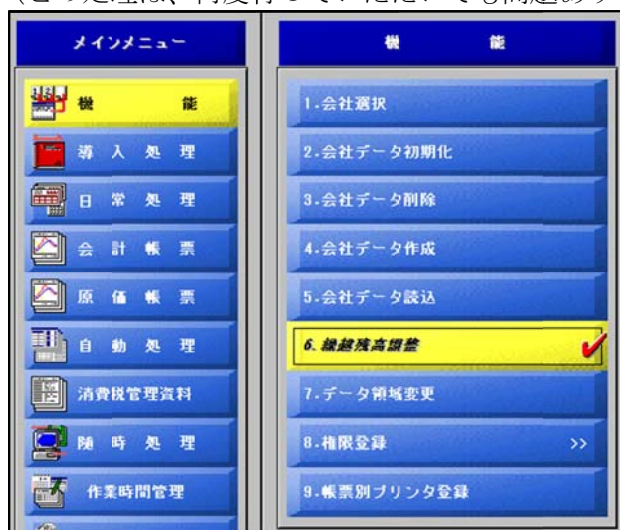 メインメニュー
機 能
導 入 処 理
日 常 処 理
会 計 帳 票
原 価 帳 票
自 動 処 理
消費税管理資料
随 時 処 理
作業時間管理
機 能
1.会社選択
2.会社データ初期化
3.会社データ削除
4.会社データ作成
5.会社データ読込
6.繰越残高調整
7.データ領域変更
8.権限登録 >>
9.帳票別プリンタ登録